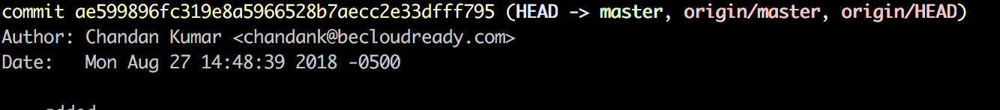 commit ae599896fc319e8a5966528b7aecc2e33dfff795 (HEAD -> master, origin/master, origin/HEAD)
Author: Chandan Kumar <chandank@becloudready.com>
Date:   Mon Aug 27 14:48:39 2018 -0500
added